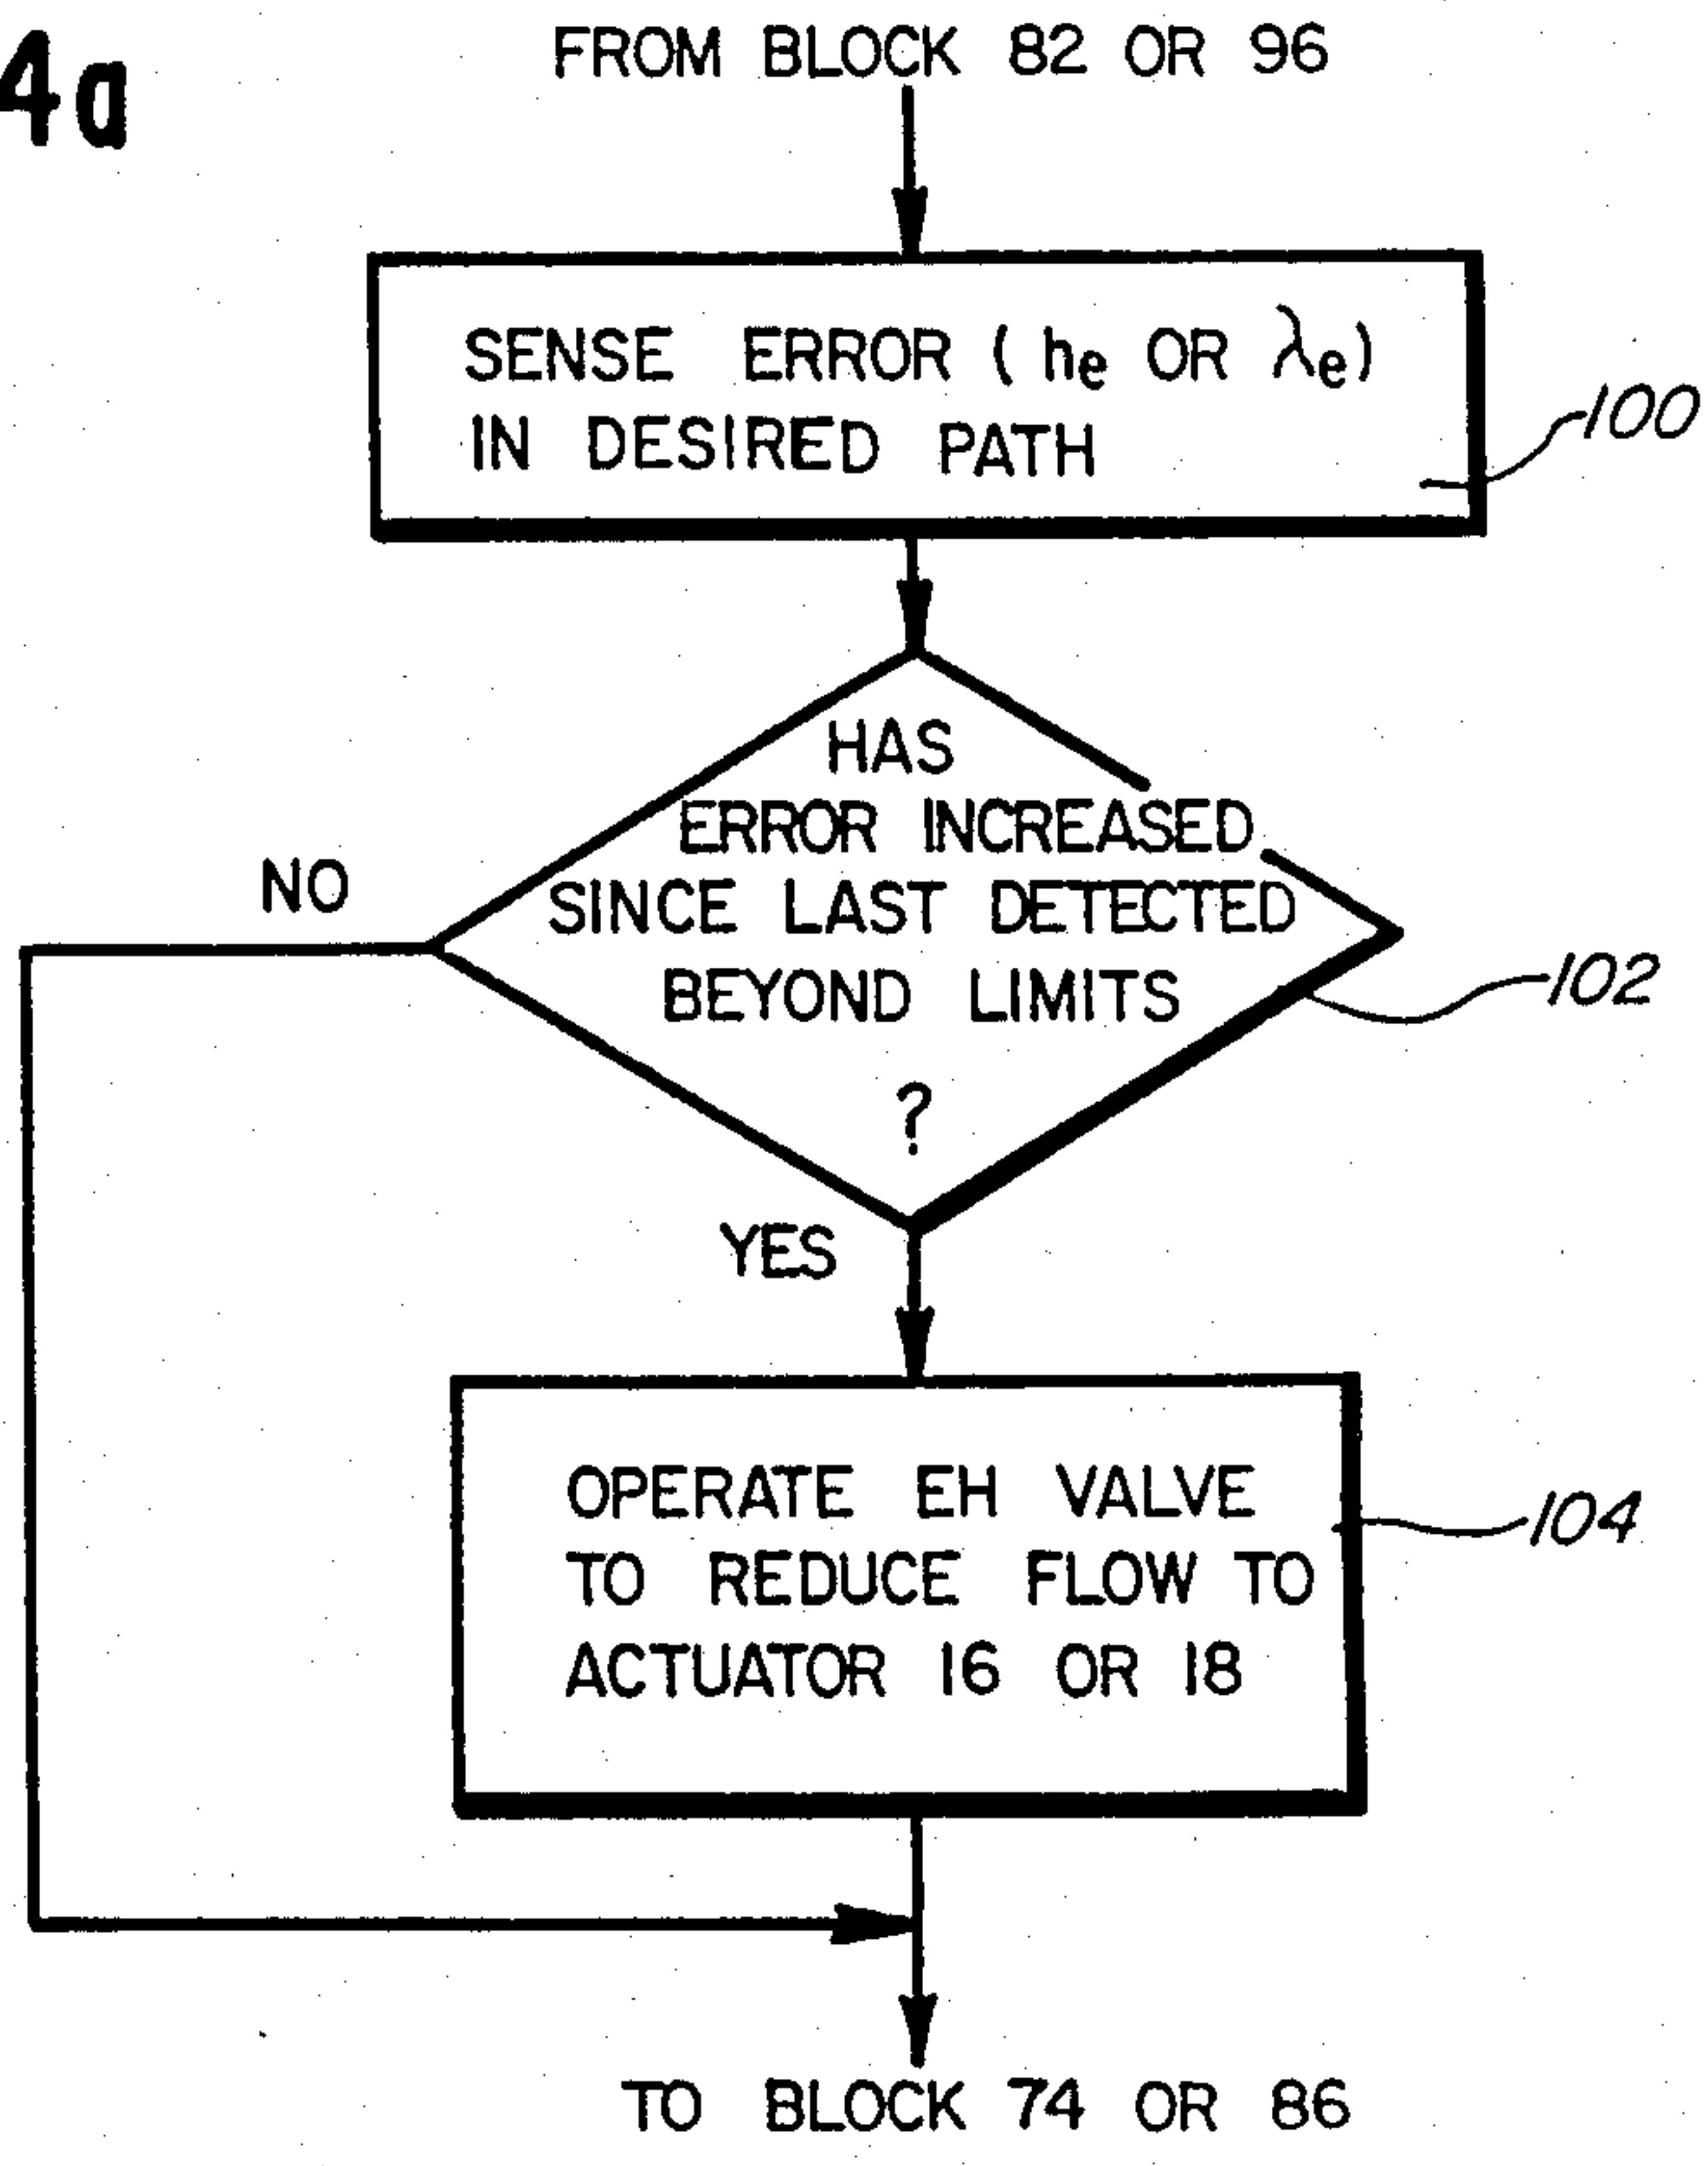 4a
FROM BLOCK 82 OR 96
SENSE ERROR (he OR λe)
IN DESIRED PATH
100
HAS
ERROR INCREASED
SINCE LAST DETECTED
BEYOND LIMITS
?
NO
102
YES
OPERATE EH VALVE
TO REDUCE FLOW TO
ACTUATOR 16 OR 18
104
TO BLOCK 74 OR 86